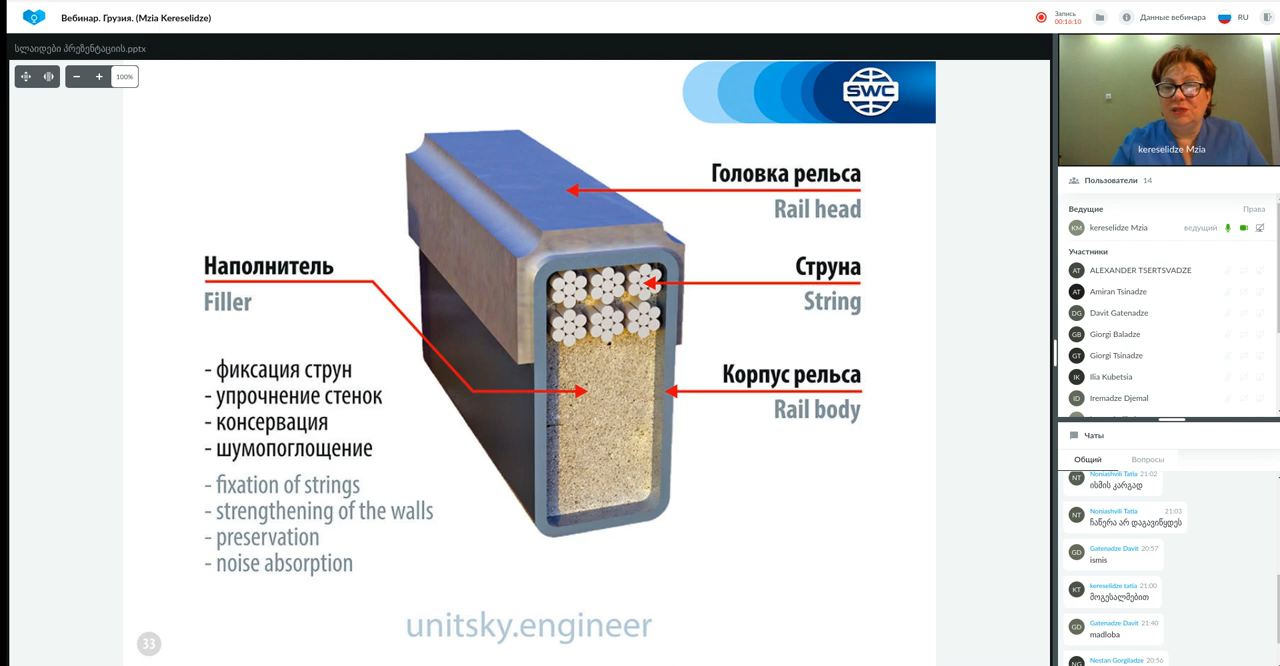 Вебинар. Грузия. (Mzia Kereselidze)
Запись
00:16:10
Данные вебинара
RU
სლაიდები პრეზენტაციის.pptx
100%
SWC
Головка рельса
Rail head
Наполнитель
Filler
Струна
String
Корпус рельса
Rail body
- фиксация струн
- упрочнение стенок
- консервация
- шумопоглощение
- fixation of strings
- strengthening of the walls
- preservation
- noise absorption
unitsky.engineer
33
kereselidze Mzia
Пользователи 14
Ведущие Права
KM kereselidze Mzia ведущий
Участники
AT ALEXANDER TSERTSVADZE
AT Amiran Tsinadze
DG Davit Gatenadze
GB Giorgi Baladze
GT Giorgi Tsinadze
IK Ilia Kubetsia
ID Iremadze Djemal
Чаты
Общий Вопросы
NT Noniashvili Tatia 21:02
ისმის კარგად
NT Noniashvili Tatia 21:03
ჩაწერა არ დაგავიწყდეს
GD Gatenadze Davit 20:57
ismis
KT kereselidze tatia 21:00
მოგესალმებით
GD Gatenadze Davit 21:40
madloba
NG Nestan Gorgiladze 20:56